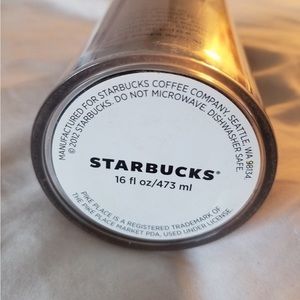 MANUFACTURED FOR STARBUCKS COFFEE COMPANY, SEATTLE, WA 98134
© 2012 STARBUCKS. DO NOT MICROWAVE. DISHWASHER SAFE.
STARBUCKS®
16 fl oz/473 ml
PIKE PLACE IS A REGISTERED TRADEMARK OF
THE PIKE PLACE MARKET PDA, USED UNDER LICENSE.